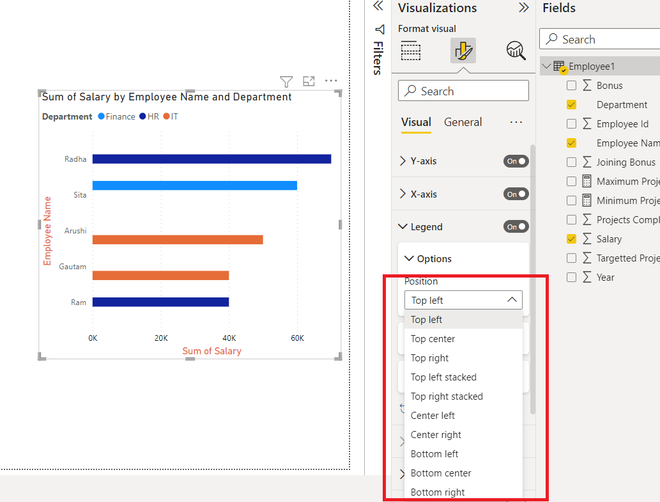 Sum of Salary by Employee Name and Department
Department Finance HR IT
Employee Name
Radha
Sita
Arushi
Gautam
Ram
0K 20K 40K 60K
Sum of Salary
Filters
Visualizations
Format visual
Search
Visual General
Y-axis On
X-axis On
Legend On
Options
Position
Top left
Top left
Top center
Top right
Top left stacked
Top right stacked
Center left
Center right
Bottom left
Bottom center
Bottom right
Fields
Search
Employee1
Bonus
Department
Employee Id
Employee Nam
Joining Bonus
Maximum Proje
Minimum Proje
Projects Compl
Salary
Targetted Proje
Year